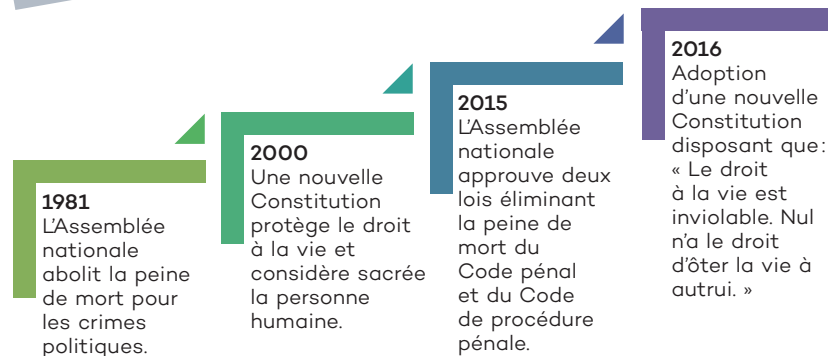 1981
L’Assemblée
nationale
abolit la peine
de mort pour
les crimes
politiques.
2000
Une nouvelle
Constitution
protège le droit
à la vie et
considère sacrée
la personne
humaine.
2015
L’Assemblée
nationale
approuve deux
lois éliminant
la peine de
mort du
Code pénal
et du Code
de procédure
pénale.
2016
Adoption
d’une nouvelle
Constitution
disposant que :
« Le droit
à la vie est
inviolable. Nul
n’a le droit
d’ôter la vie à
autrui. »